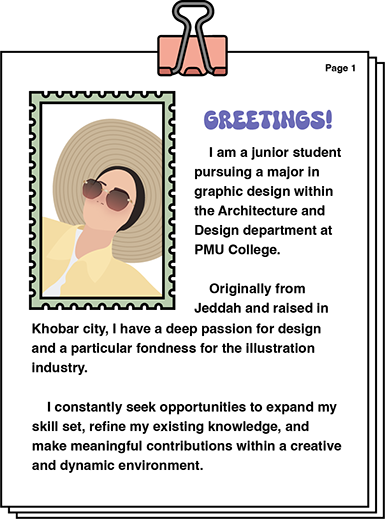 Page 1
GREETINGS!
I am a junior student
pursuing a major in
graphic design within
the Architecture and
Design department at
PMU College.
Originally from
Jeddah and raised in
Khobar city, I have a deep passion for design
and a particular fondness for the illustration
industry.
I constantly seek opportunities to expand my
skill set, refine my existing knowledge, and
make meaningful contributions within a creative
and dynamic environment.